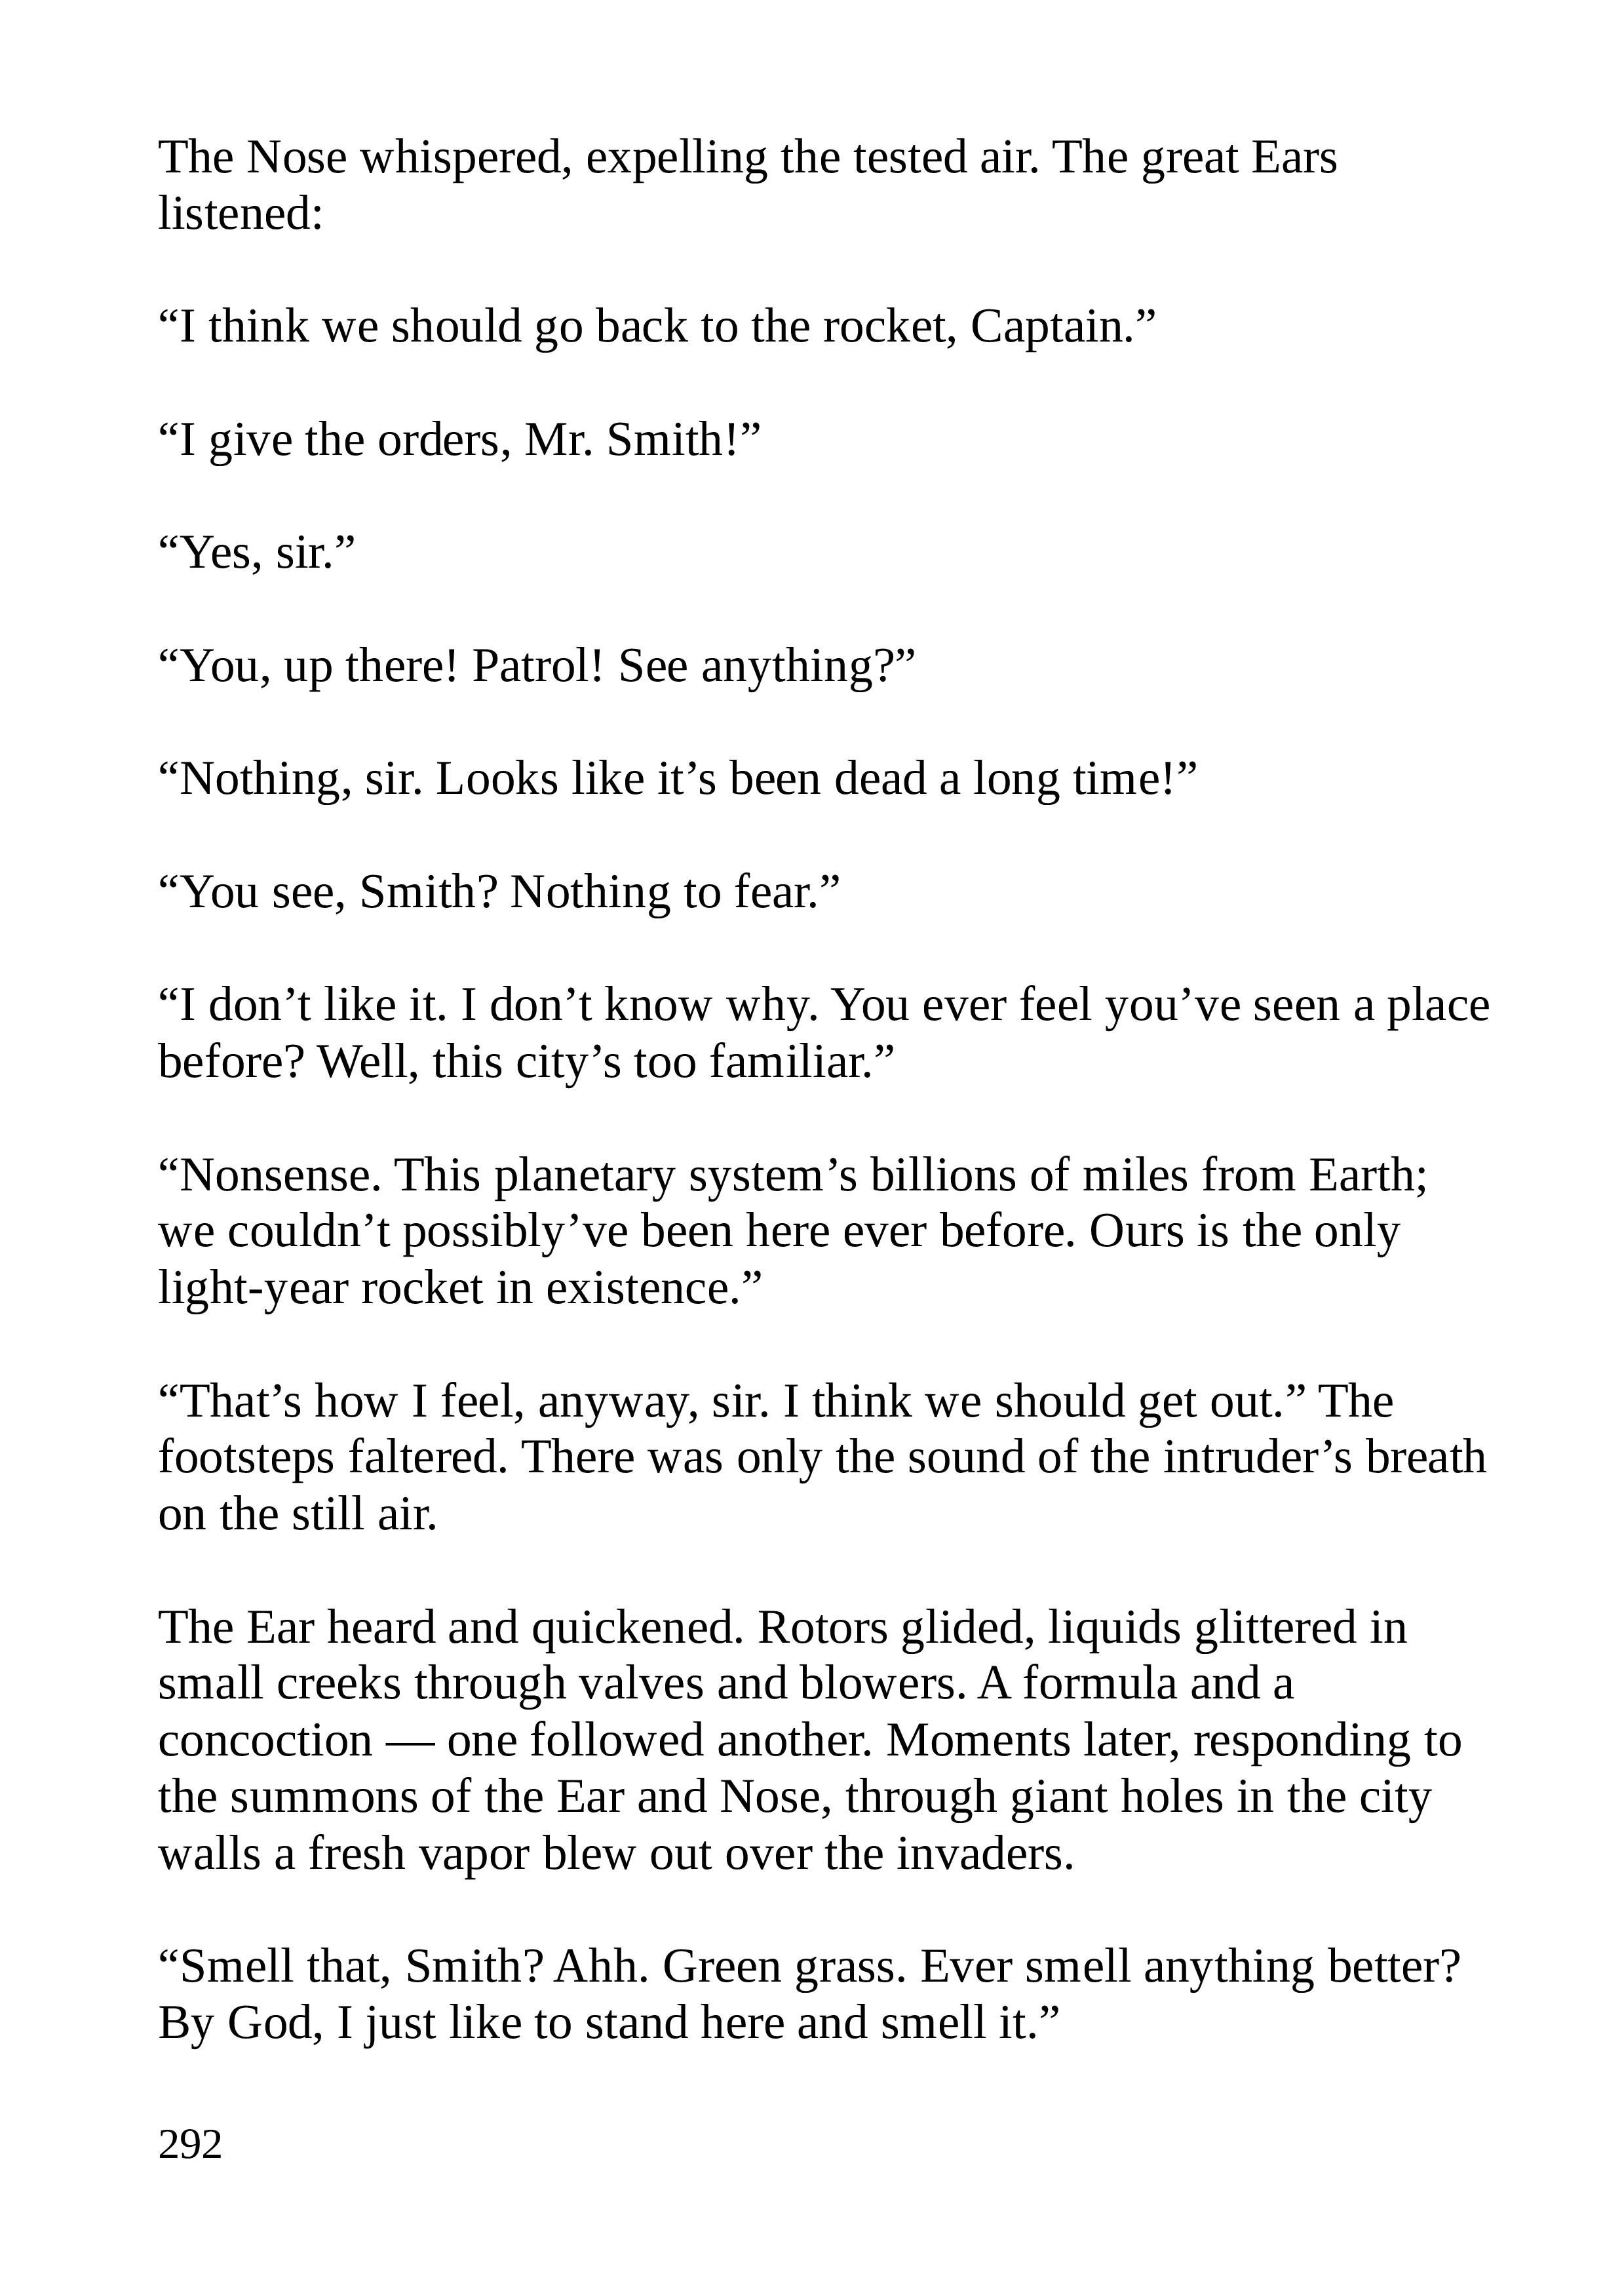 The Nose whispered, expelling the tested air. The great Ears
listened:
“I think we should go back to the rocket, Captain.”
“I give the orders, Mr. Smith!”
“Yes, sir.”
“You, up there! Patrol! See anything?”
“Nothing, sir. Looks like it’s been dead a long time!”
“You see, Smith? Nothing to fear.”
“I don’t like it. I don’t know why. You ever feel you’ve seen a place
before? Well, this city’s too familiar.”
“Nonsense. This planetary system’s billions of miles from Earth;
we couldn’t possibly’ve been here ever before. Ours is the only
light-year rocket in existence.”
“That’s how I feel, anyway, sir. I think we should get out.” The
footsteps faltered. There was only the sound of the intruder’s breath
on the still air.
The Ear heard and quickened. Rotors glided, liquids glittered in
small creeks through valves and blowers. A formula and a
concoction — one followed another. Moments later, responding to
the summons of the Ear and Nose, through giant holes in the city
walls a fresh vapor blew out over the invaders.
“Smell that, Smith? Ahh. Green grass. Ever smell anything better?
By God, I just like to stand here and smell it.”
292